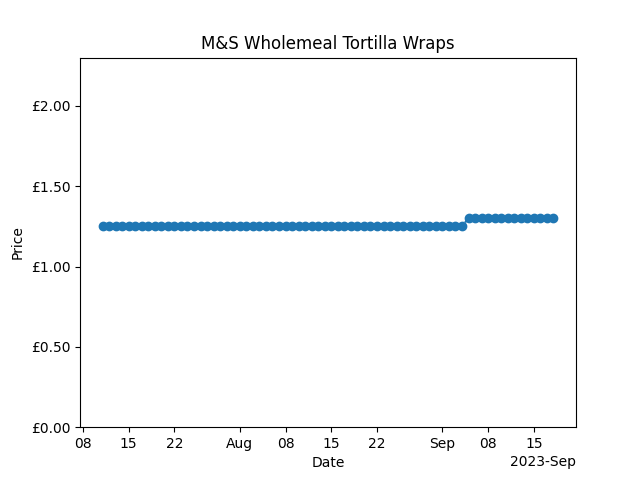 M&S Wholemeal Tortilla Wraps
£2.00
£1.50
£1.00
£0.50
£0.00
Price
08 15 22 Aug 08 15 22 Sep 08 15
Date
2023-Sep